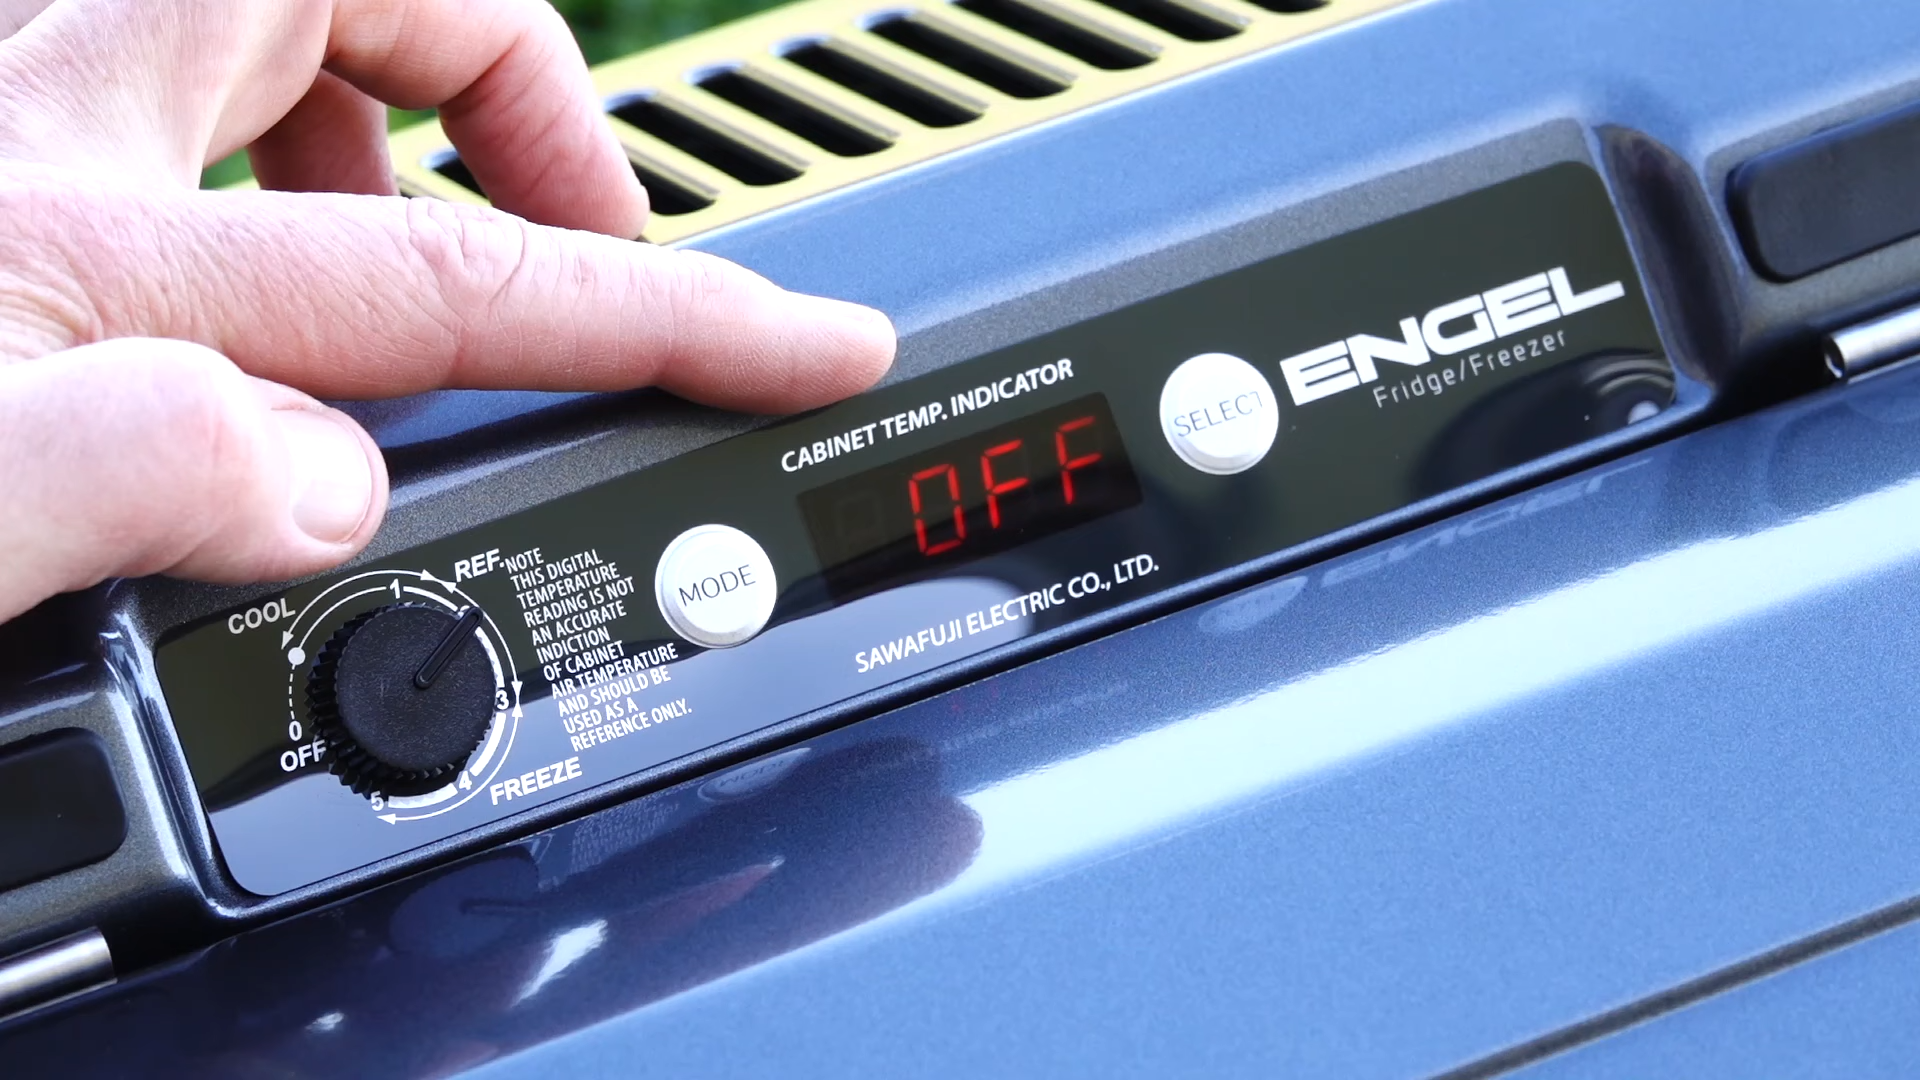 COOL
1
REF.
3
4
5
0
OFF
FREEZE
NOTE
THIS DIGITAL
TEMPERATURE
READING IS NOT
AN ACCURATE
INDICTION
OF CABINET
AIR TEMPERATURE
AND SHOULD BE
USED AS A
REFERENCE ONLY.
MODE
CABINET TEMP. INDICATOR
OFF
SAWAFUJI ELECTRIC CO., LTD.
SELECT
ENGEL
Fridge/Freezer